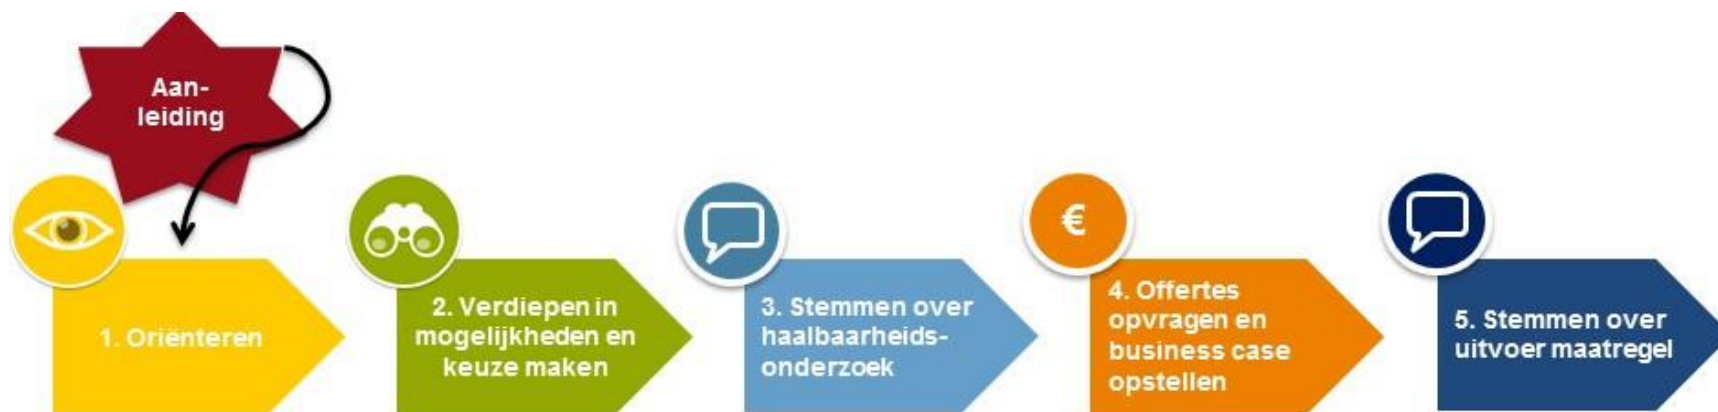 Aan-
leiding
1. Oriënteren
2. Verdiepen in
mogelijkheden en
keuze maken
3. Stemmen over
haalbaarheids-
onderzoek
€
4. Offertes
opvragen en
business case
opstellen
5. Stemmen over
uitvoer maatregel